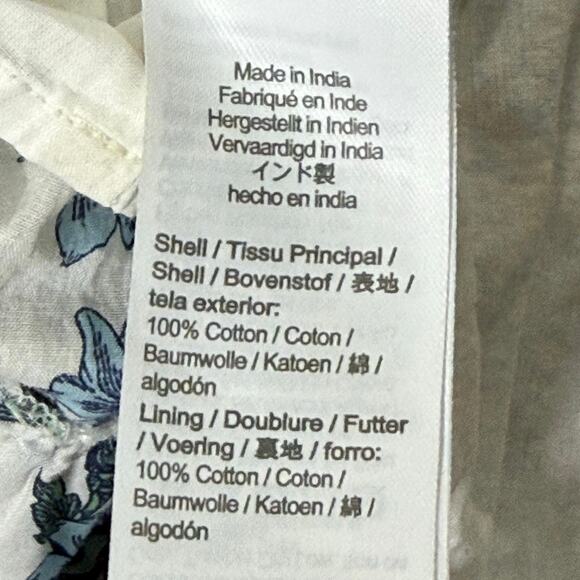 Made in India
Fabriqué en Inde
Hergestellt in Indien
Vervaardigd in India
インド製
hecho en india
Shell / Tissu Principal /
Shell / Bovenstof / 表地 /
tela exterior:
100% Cotton / Coton /
Baumwolle / Katoen / 綿 /
algodón
Lining / Doublure / Futter
/ Voering / 裏地 / forro:
100% Cotton / Coton /
Baumwolle / Katoen / 綿 /
algodón